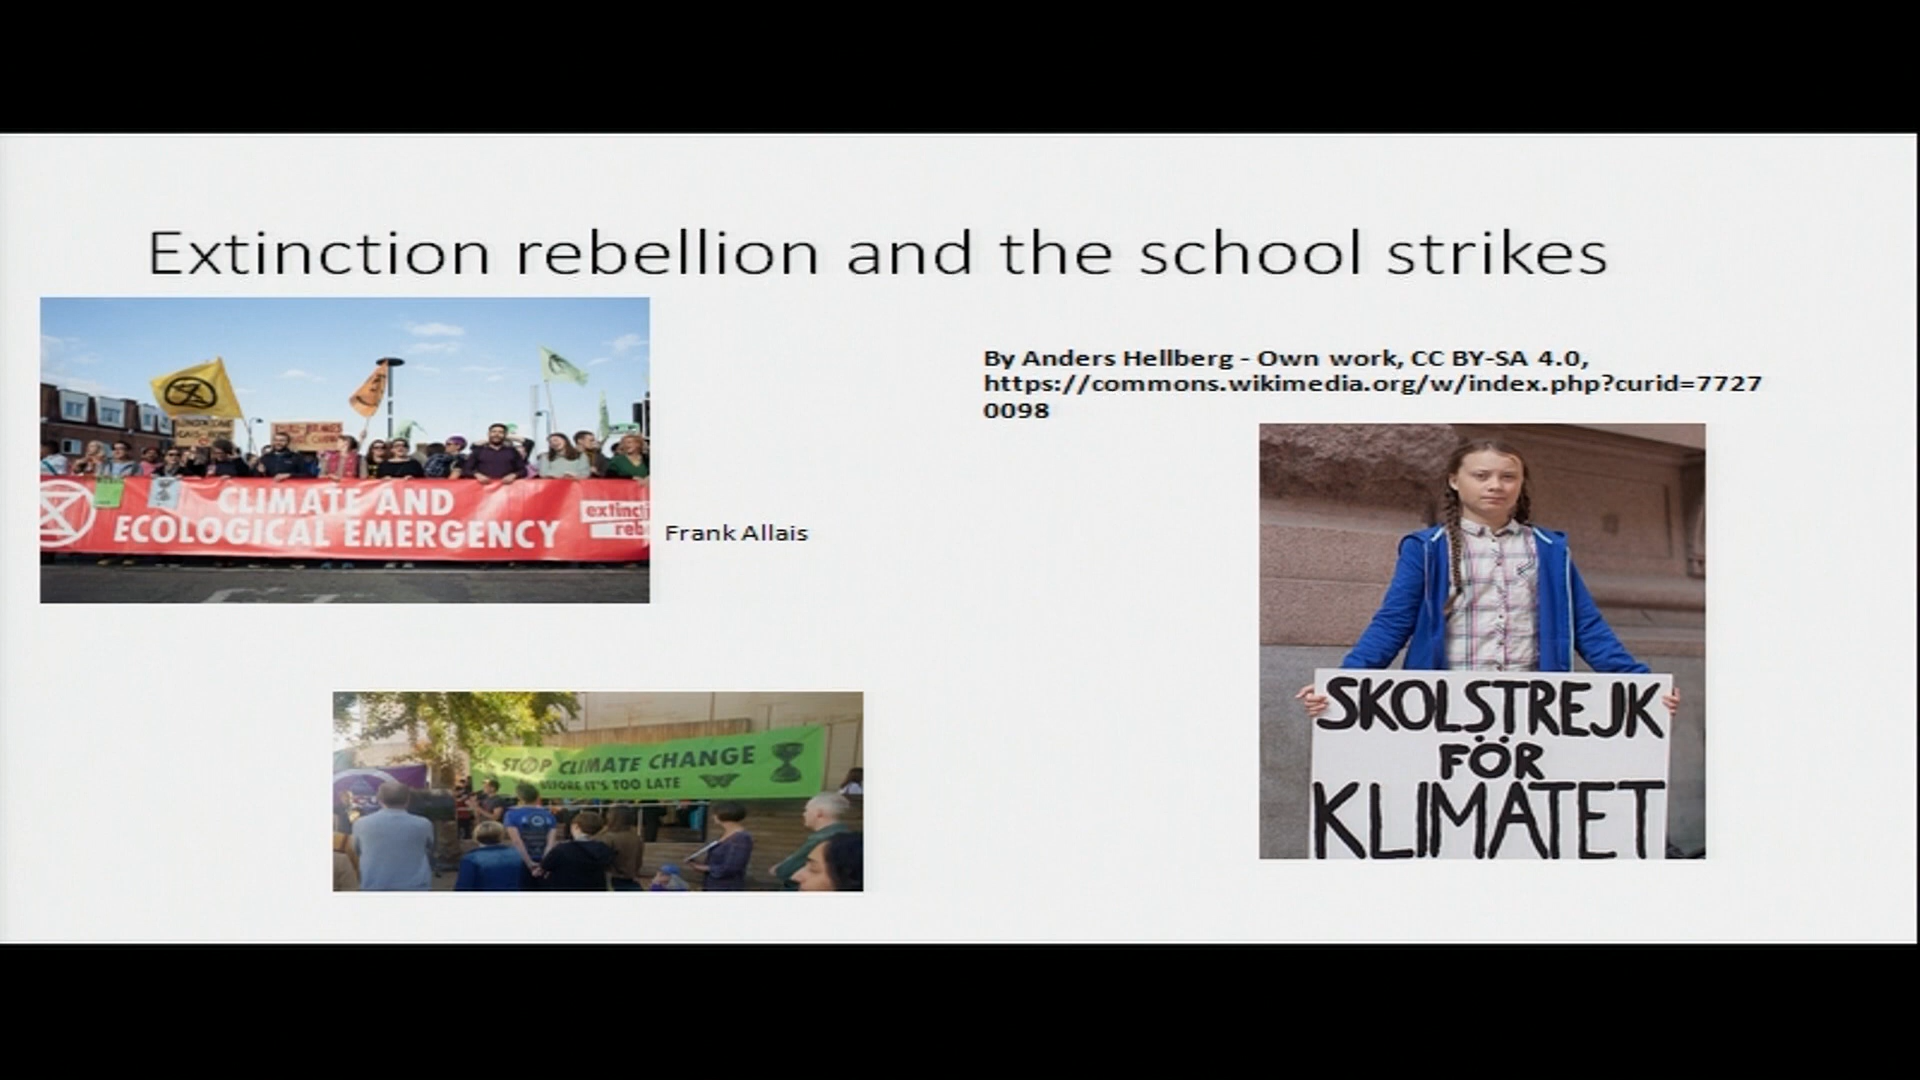 Extinction rebellion and the school strikes
By Anders Hellberg - Own work, CC BY-SA 4.0,
https://commons.wikimedia.org/w/index.php?curid=7727
0098
CLIMATE AND
ECOLOGICAL EMERGENCY
extincti
reb
Frank Allais
SKOLSTREJK
FÖR
KLIMATET
STOP CLIMATE CHANGE
BEFORE IT'S TOO LATE